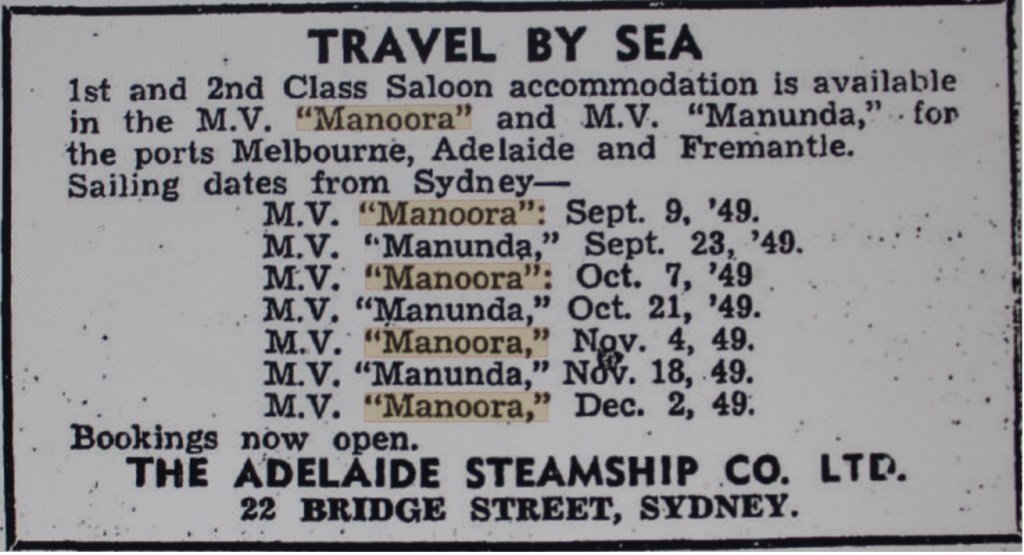 TRAVEL BY SEA
1st and 2nd Class Saloon accommodation is available
in the M.V. "Manoora" and M.V. "Manunda," for
the ports Melbourne, Adelaide and Fremantle.
Sailing dates from Sydney—
M.V. "Manoora": Sept. 9, '49.
M.V. "Manunda," Sept. 23, '49.
M.V. "Manoora": Oct. 7, '49
M.V. "Manunda," Oct. 21, '49.
M.V. "Manoora," Nov. 4, 49.
M.V. "Manunda," Nov. 18, 49.
M.V. "Manoora," Dec. 2, 49.
Bookings now open.
THE ADELAIDE STEAMSHIP CO. LTD.
22 BRIDGE STREET, SYDNEY.